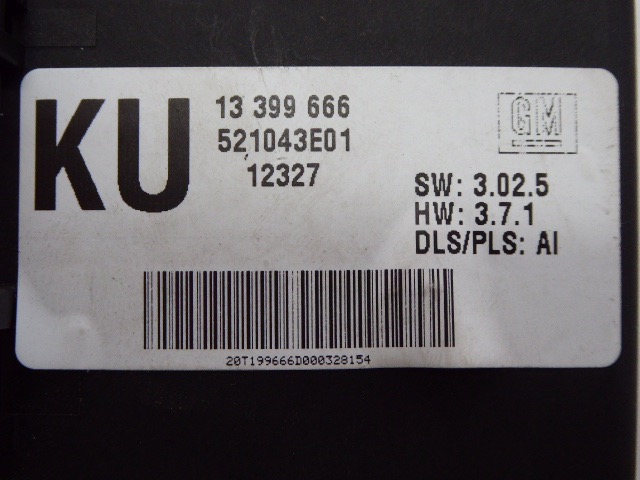 KU
13 399 666
521043E01
12327
GM
SW: 3.02.5
HW: 3.7.1
DLS/PLS: AI
20T199666D000328154